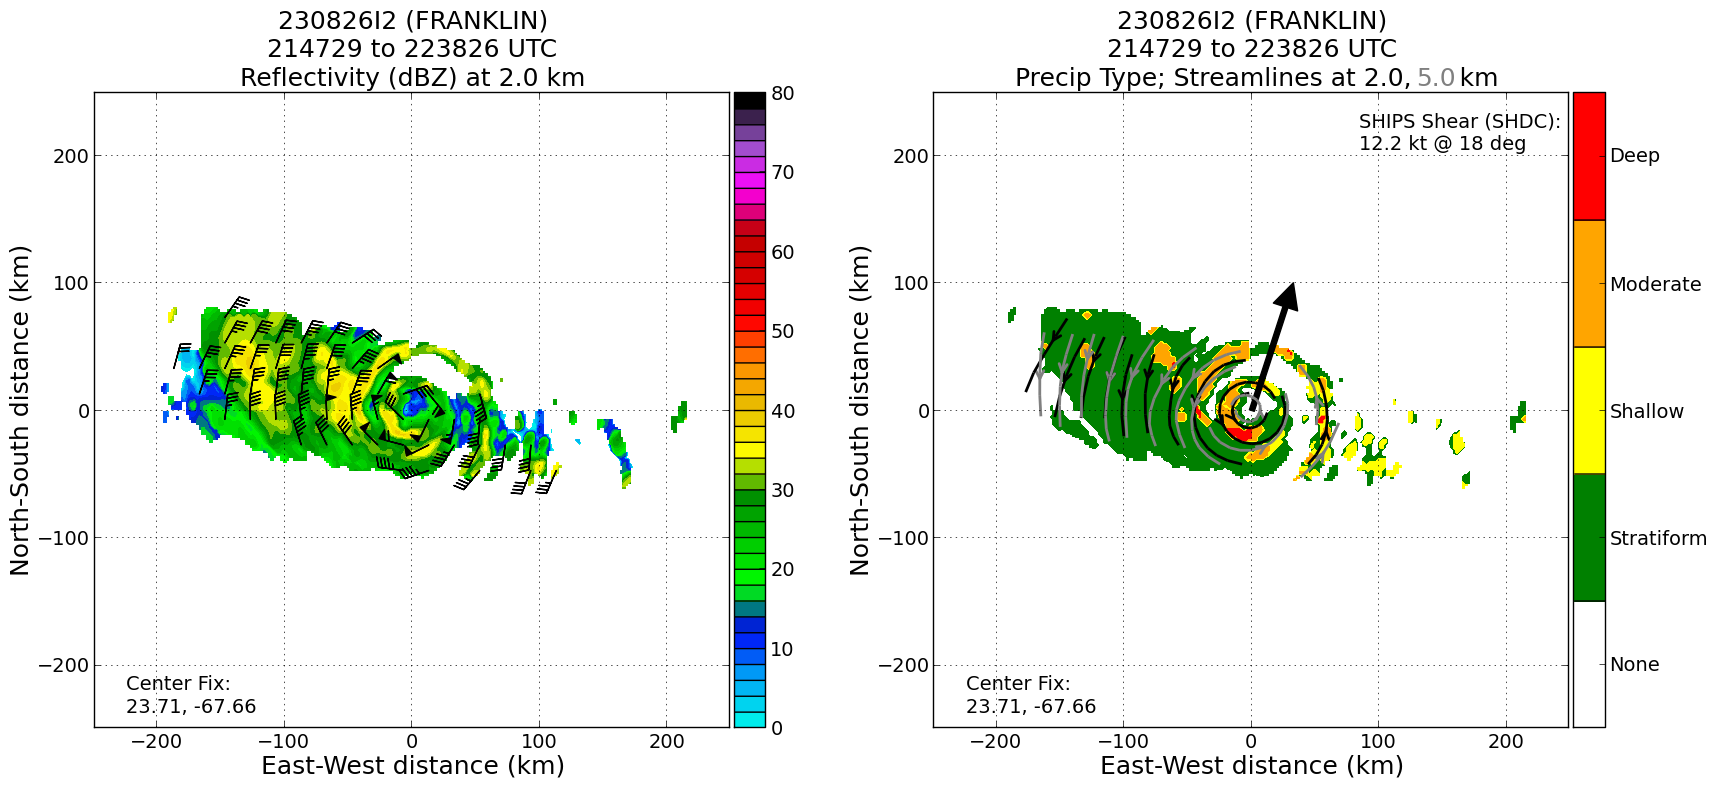 230826I2 (FRANKLIN)
214729 to 223826 UTC
Reflectivity (dBZ) at 2.0 km
North-South distance (km)
200
100
0
−100
−200
Center Fix:
23.71, -67.66
−200 −100 0 100 200
East-West distance (km)
80
70
60
50
40
30
20
10
0
230826I2 (FRANKLIN)
214729 to 223826 UTC
Precip Type; Streamlines at 2.0, 5.0 km
SHIPS Shear (SHDC):
12.2 kt @ 18 deg
North-South distance (km)
200
100
0
−100
−200
Center Fix:
23.71, -67.66
−200 −100 0 100 200
East-West distance (km)
Deep
Moderate
Shallow
Stratiform
None